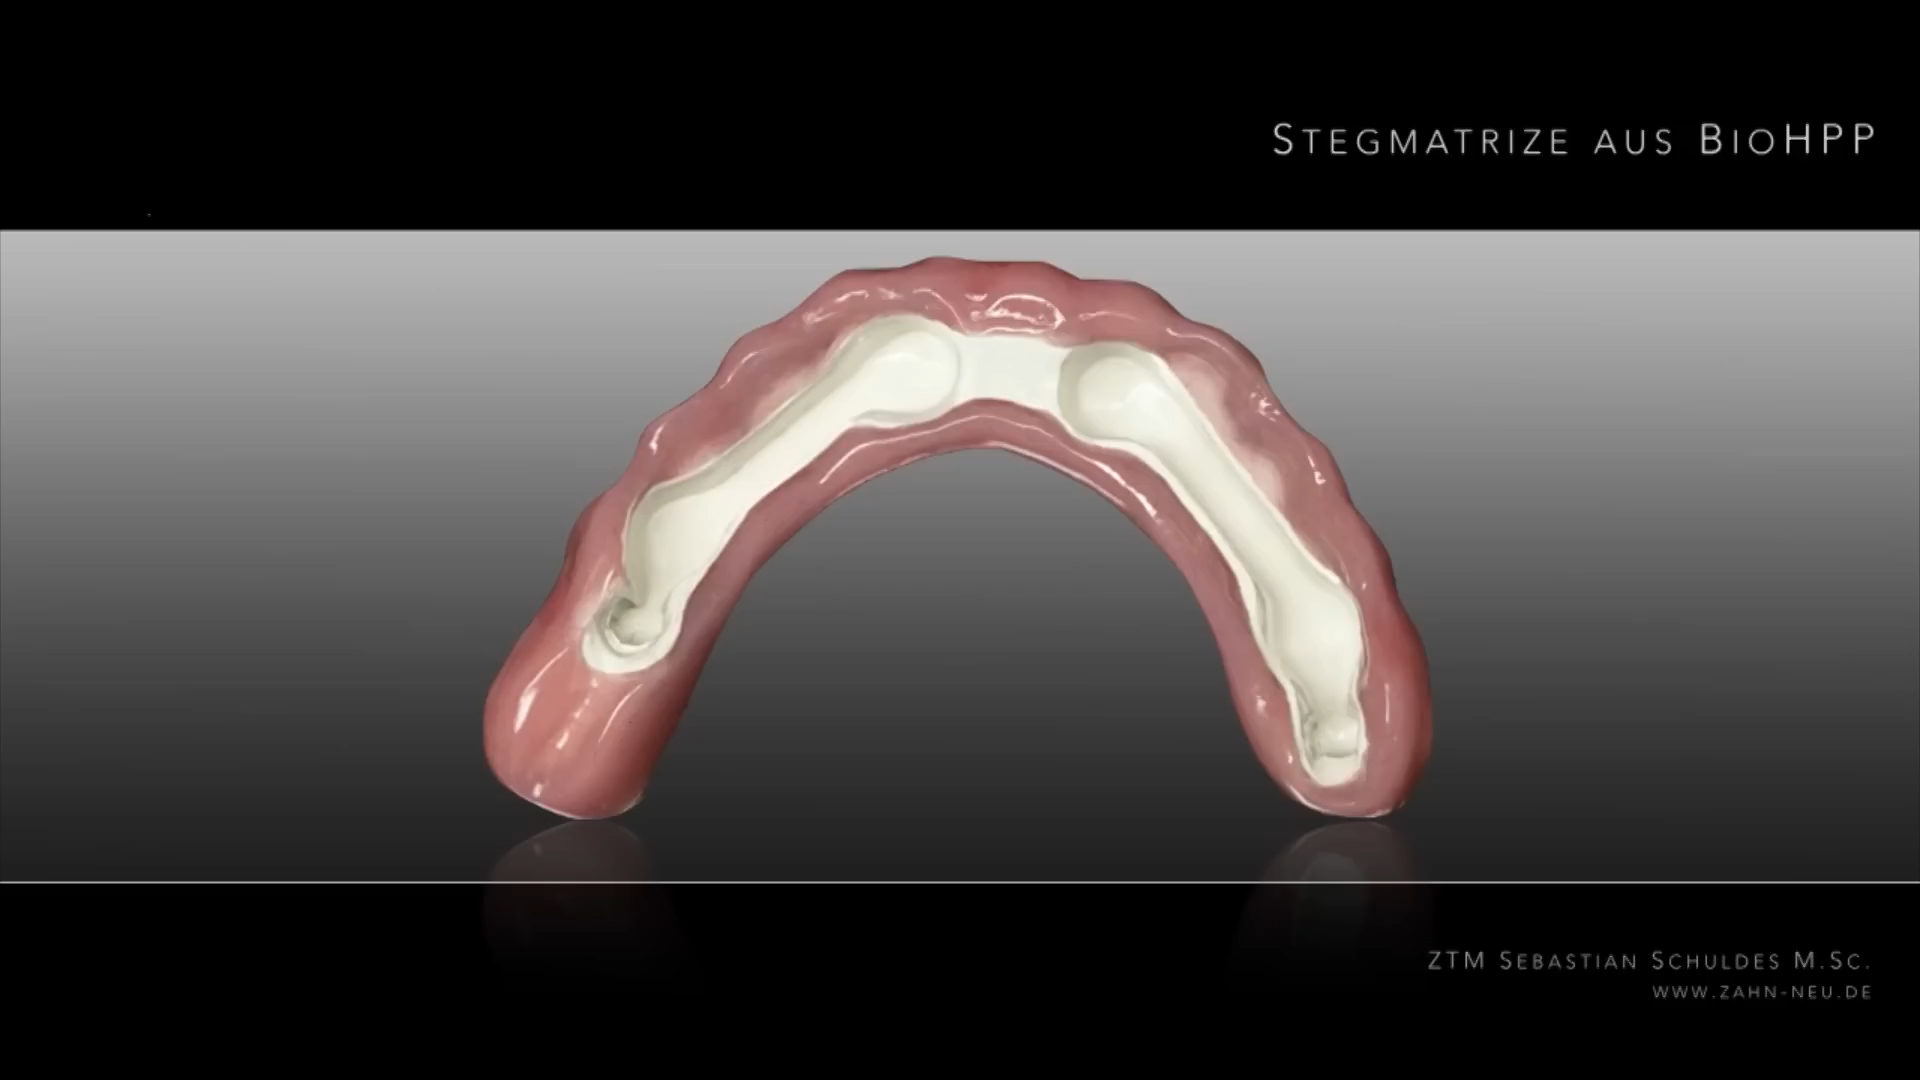 STEGMATRIZE AUS BIOHPP
ZTM SEBASTIAN SCHULDES M.SC.
WWW.ZAHN-NEU.DE